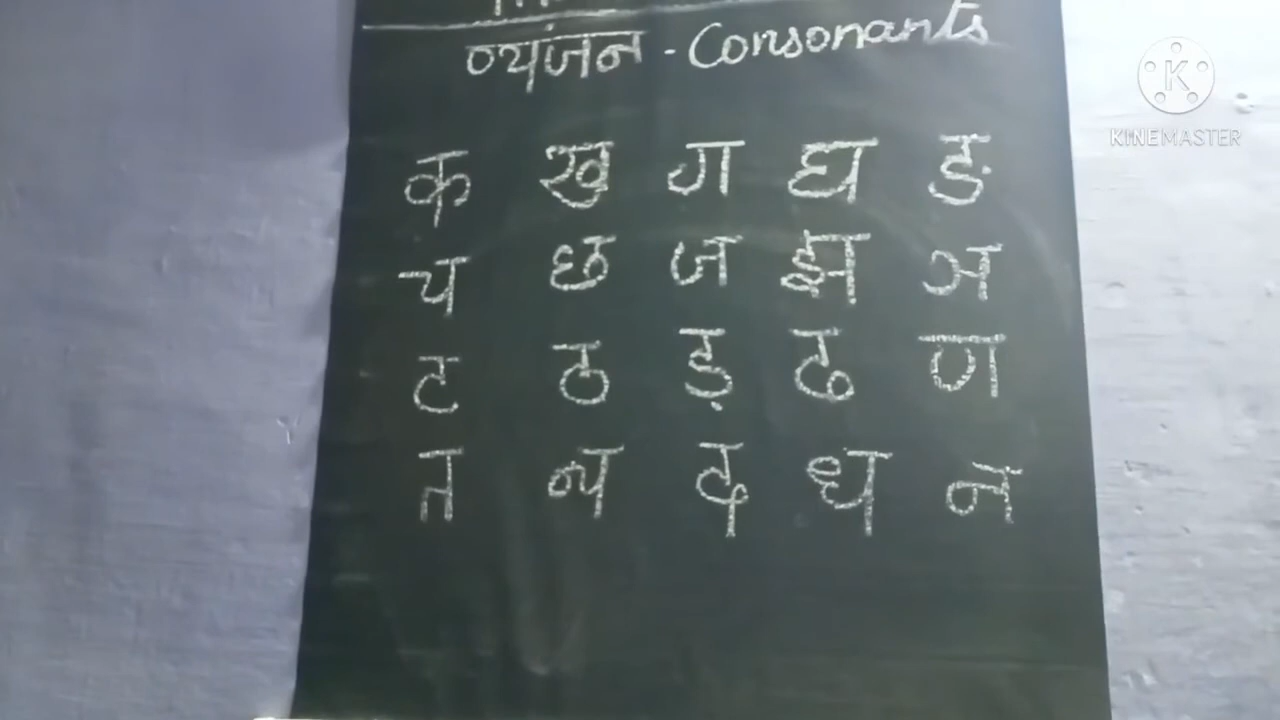 व्यंजन - Consonants
क ख ग घ ङ
च छ ज झ ञ
ट ठ ड़ ढ ण
त थ द ध न
KINEMASTER